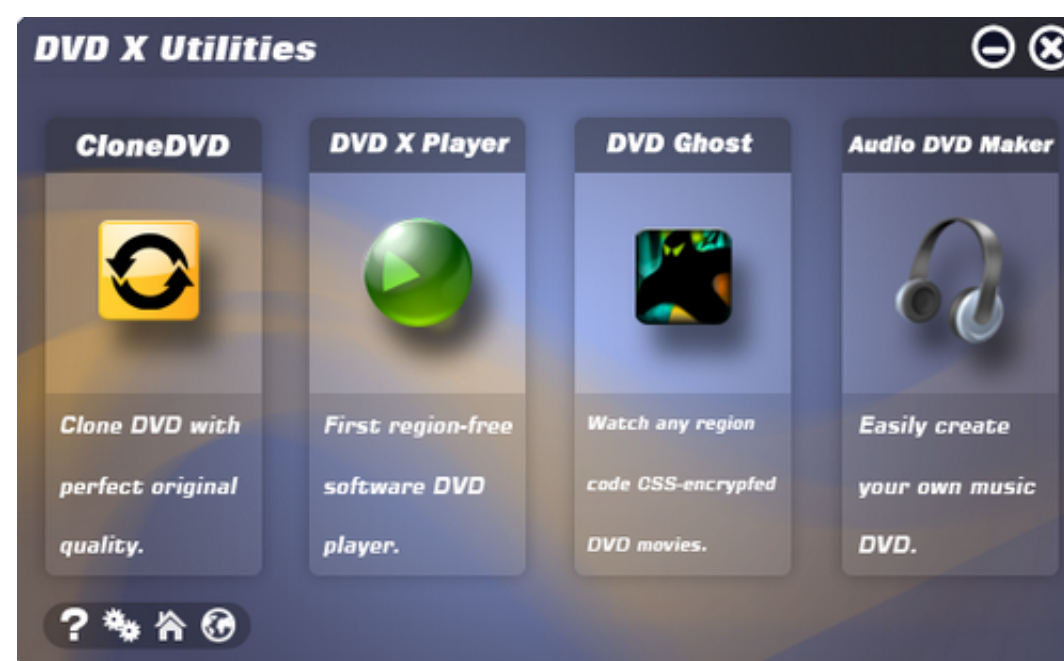 DVD X Utilities
CloneDVD
Clone DVD with
perfect original
quality.
DVD X Player
First region-free
software DVD
player.
DVD Ghost
Watch any region
code CSS-encrypfed
DVD movies.
Audio DVD Maker
Easily create
your own music
DVD.
?